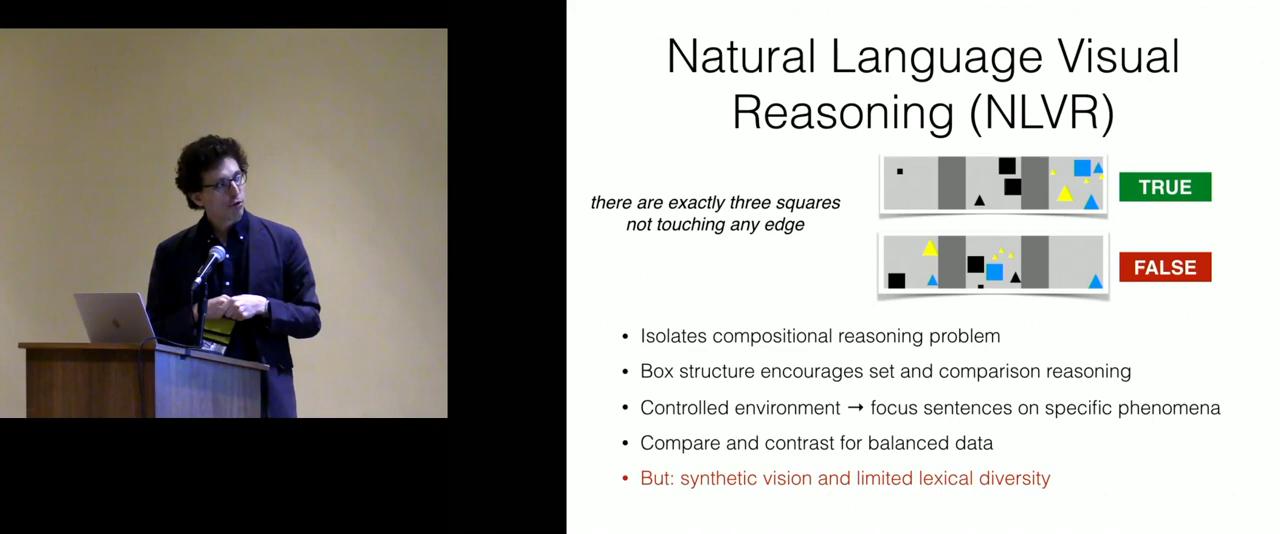 Natural Language Visual
Reasoning (NLVR)
there are exactly three squares
not touching any edge
TRUE
FALSE
• Isolates compositional reasoning problem
• Box structure encourages set and comparison reasoning
• Controlled environment → focus sentences on specific phenomena
• Compare and contrast for balanced data
• But: synthetic vision and limited lexical diversity